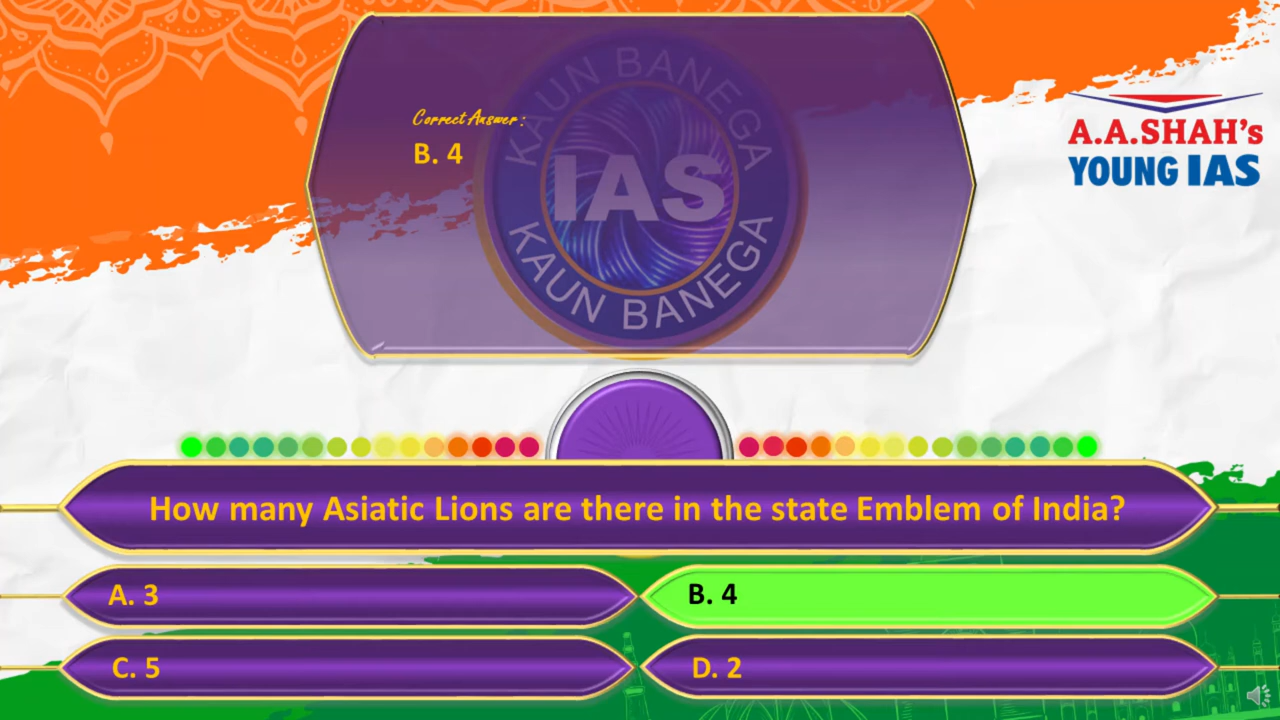 KAUN BANEGA
IAS
KAUN BANEGA
Correct Answer :
B. 4
A.A.SHAH's
YOUNG IAS
How many Asiatic Lions are there in the state Emblem of India?
A. 3
B. 4
C. 5
D. 2